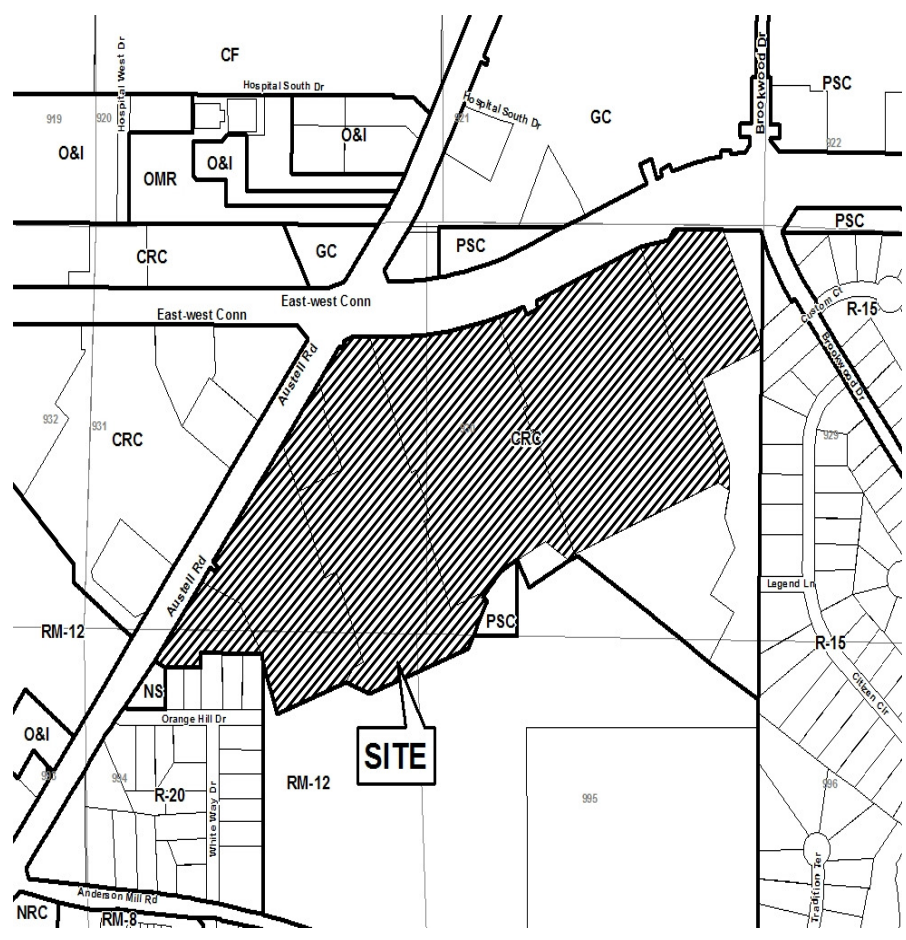 CF
Hospital West Dr
Hospital South Dr
Brookwood Dr
PSC
919
920
Hospital South Dr
921
GC
922
O&I
O&I
O&I
OMR
PSC
CRC
GC
PSC
East-west Conn
East-west Conn
Custom Ct
R-15
Brookwood Dr
Austell Rd
932
931
CRC
CRC
929
Austell Rd
Legend Ln
RM-12
PSC
R-15
NS
Orange Hill Dr
Citizen Cir
O&I
SITE
994
RM-12
995
996
R-20
White Way Dr
Tradition Ter
Anderson Mill Rd
NRC
RM-8